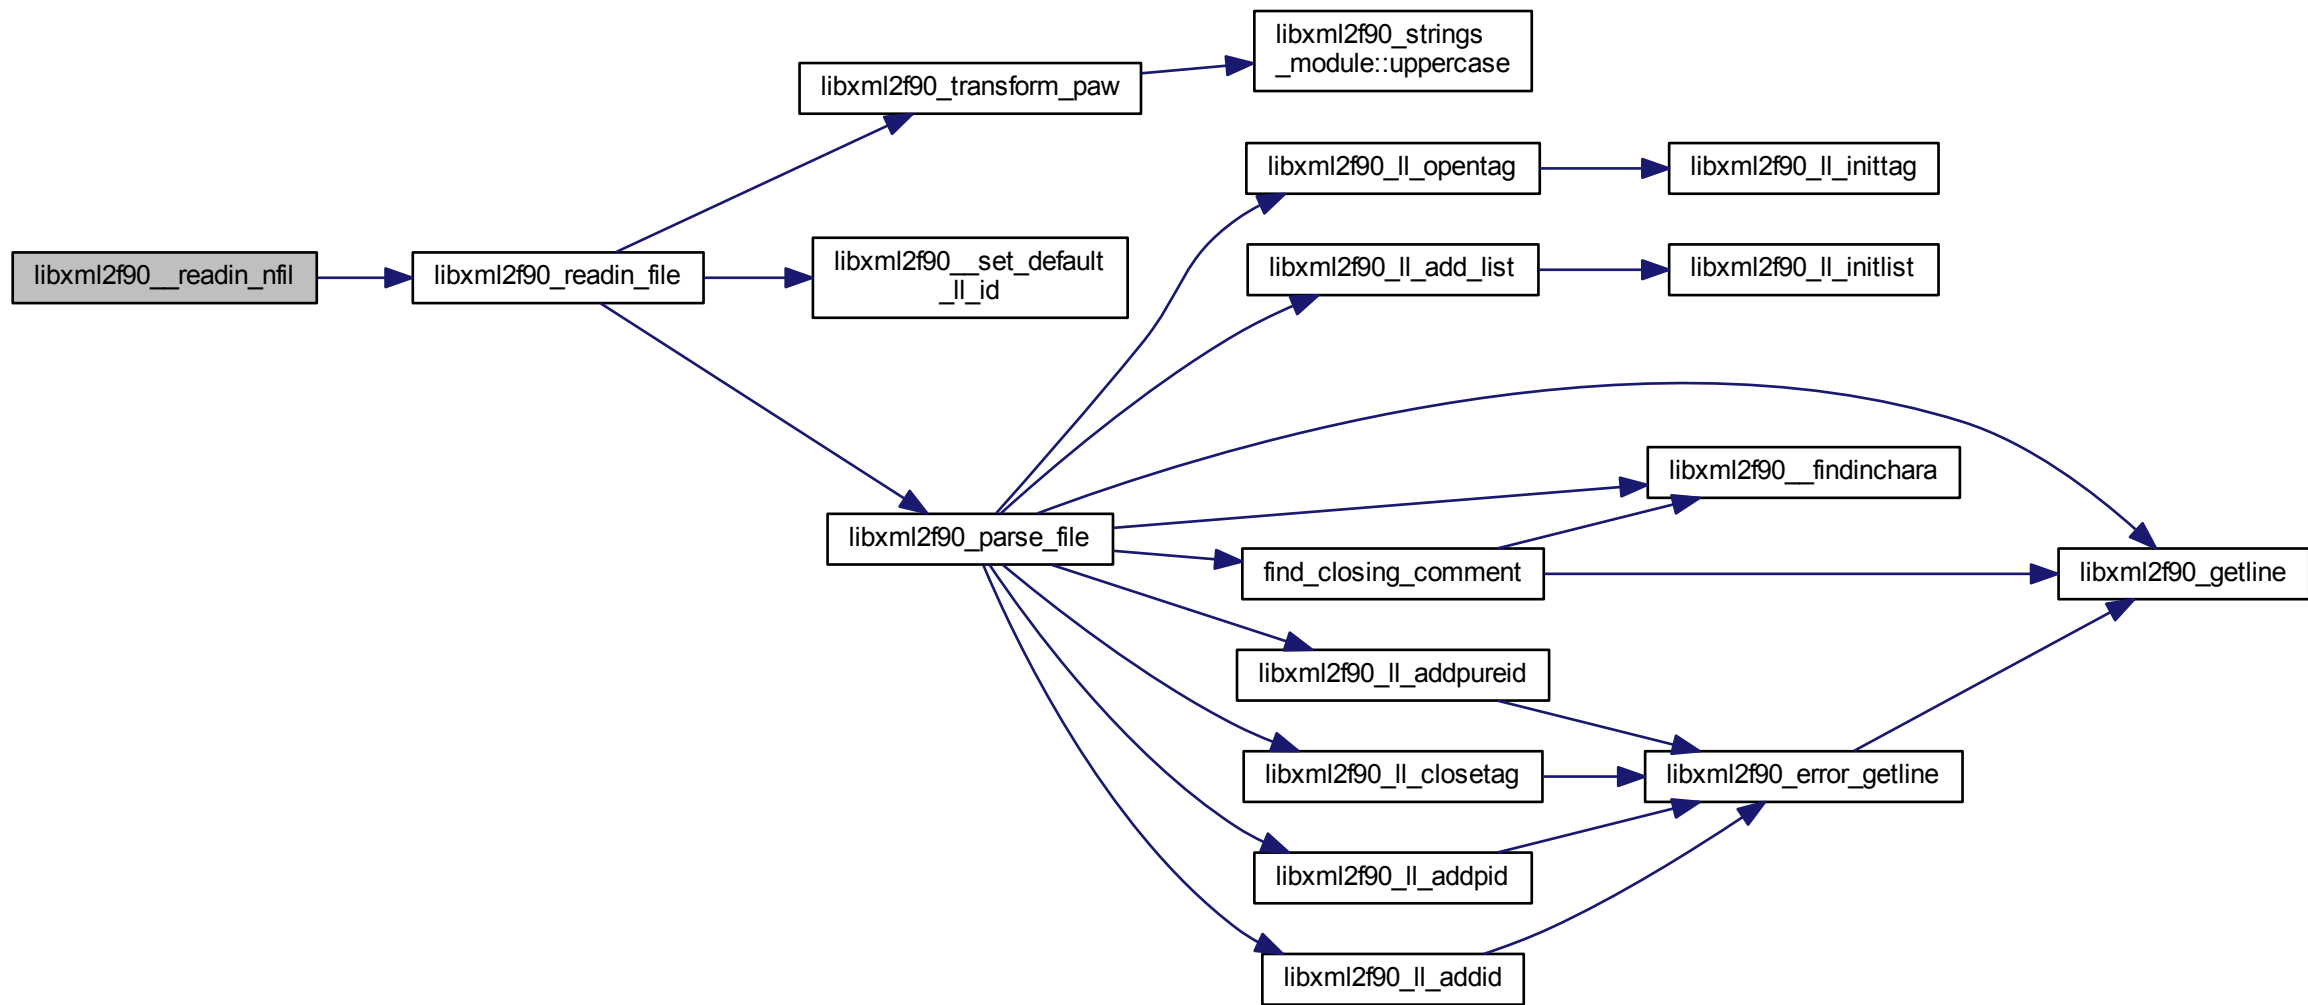 libxml2f90_strings
_module::uppercase
libxml2f90_transform_paw
libxml2f90_ll_opentag
libxml2f90_ll_inittag
libxml2f90__readin_nfil
libxml2f90_readin_file
libxml2f90__set_default
_ll_id
libxml2f90_ll_add_list
libxml2f90_ll_initlist
libxml2f90__findinchara
libxml2f90_parse_file
find_closing_comment
libxml2f90_getline
libxml2f90_ll_addpureid
libxml2f90_ll_closetag
libxml2f90_error_getline
libxml2f90_ll_addpid
libxml2f90_ll_addid